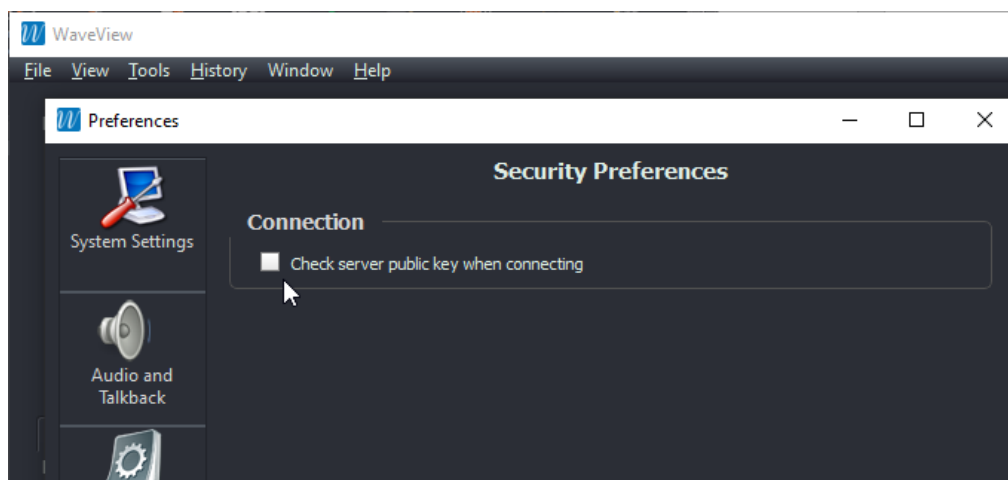 WaveView
File View Tools History Window Help
Preferences
Security Preferences
System Settings
Connection
Check server public key when connecting
Audio and
Talkback